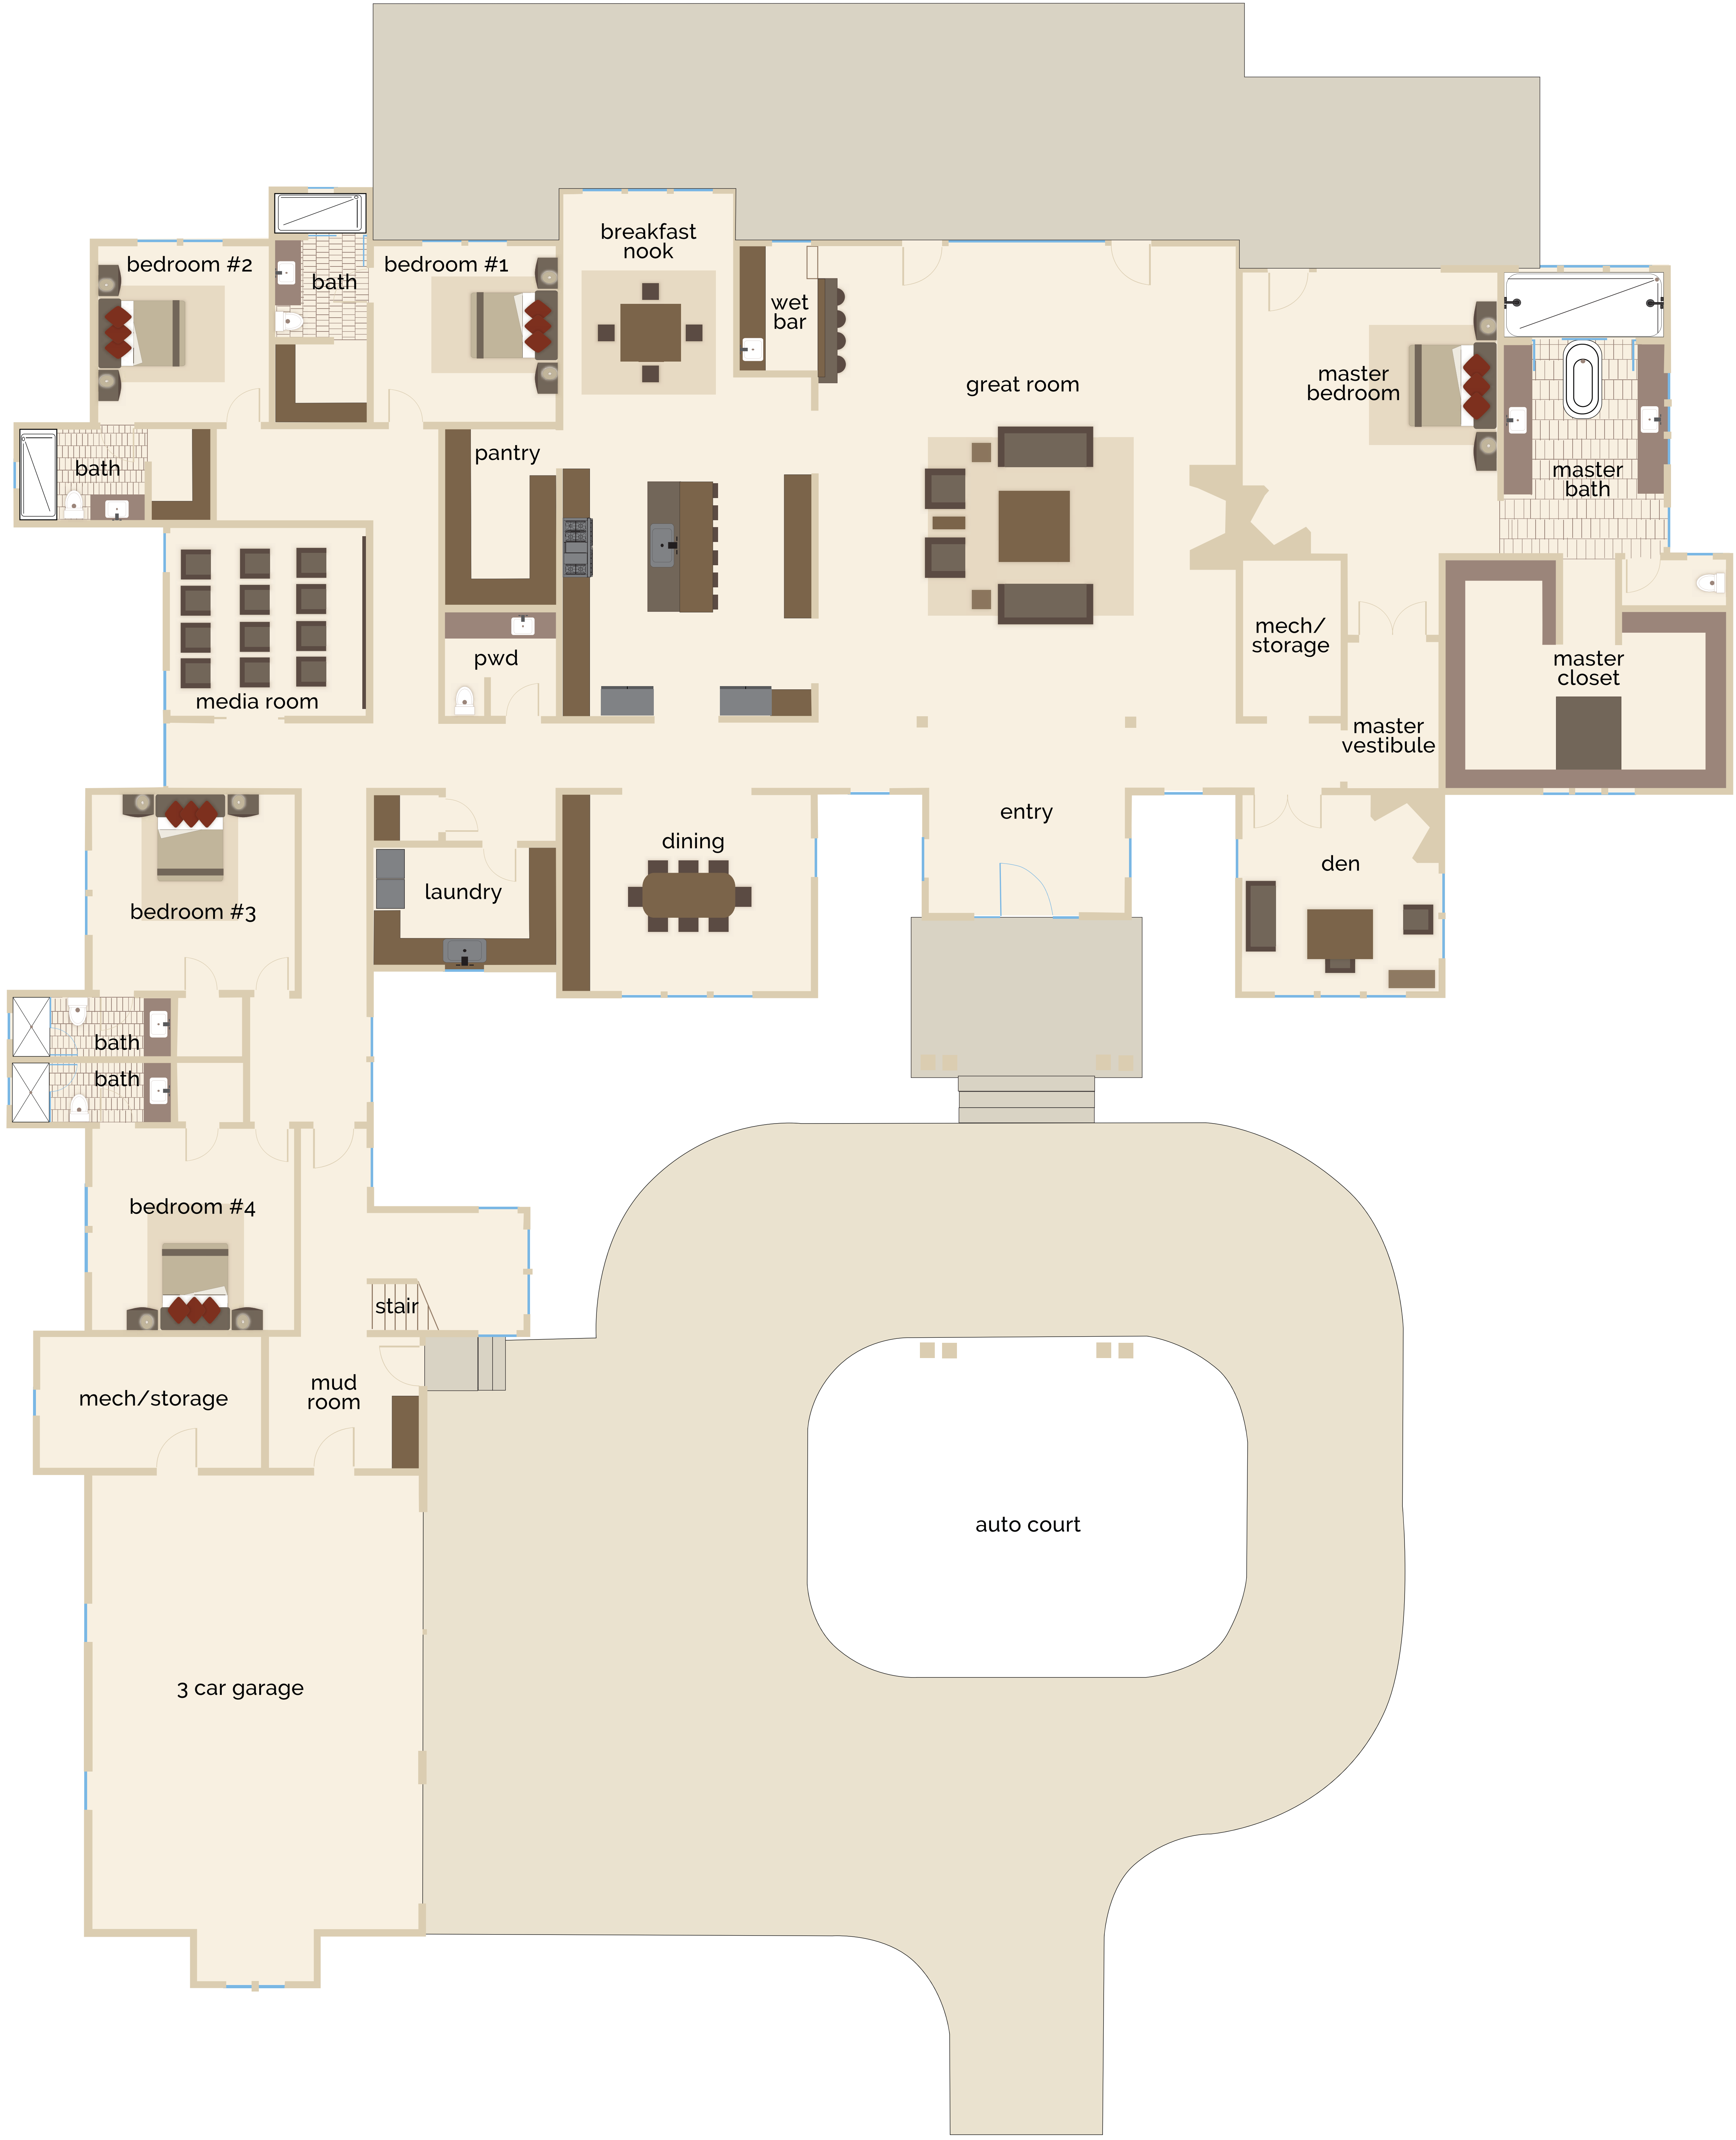 breakfast
nook
bedroom #2
bath
bedroom #1
wet
bar
great room
master
bedroom
bath
pantry
master
bath
mech/
storage
pwd
master
closet
media room
master
vestibule
entry
dining
den
laundry
bedroom #3
bath
bath
bedroom #4
stair
mud
room
mech/storage
auto court
3 car garage